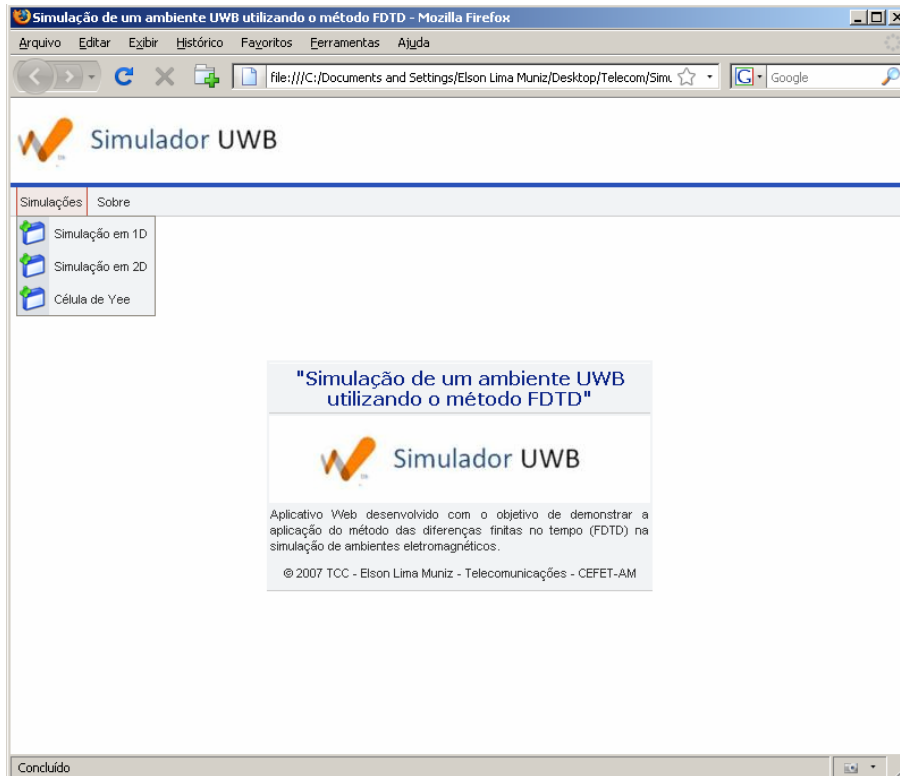 Simulação de um ambiente UWB utilizando o método FDTD - Mozilla Firefox
Arquivo Editar Exibir Histórico Favoritos Ferramentas Ajuda
file:///C:/Documents and Settings/Elson Lima Muniz/Desktop/Telecom/Simu
G Google
Simulador UWB
Simulações Sobre
Simulação em 1D
Simulação em 2D
Célula de Yee
"Simulação de um ambiente UWB
utilizando o método FDTD"
Simulador UWB
Aplicativo Web desenvolvido com o objetivo de demonstrar a
aplicação do método das diferenças finitas no tempo (FDTD) na
simulação de ambientes eletromagnéticos.
© 2007 TCC - Elson Lima Muniz - Telecomunicações - CEFET-AM
Concluído